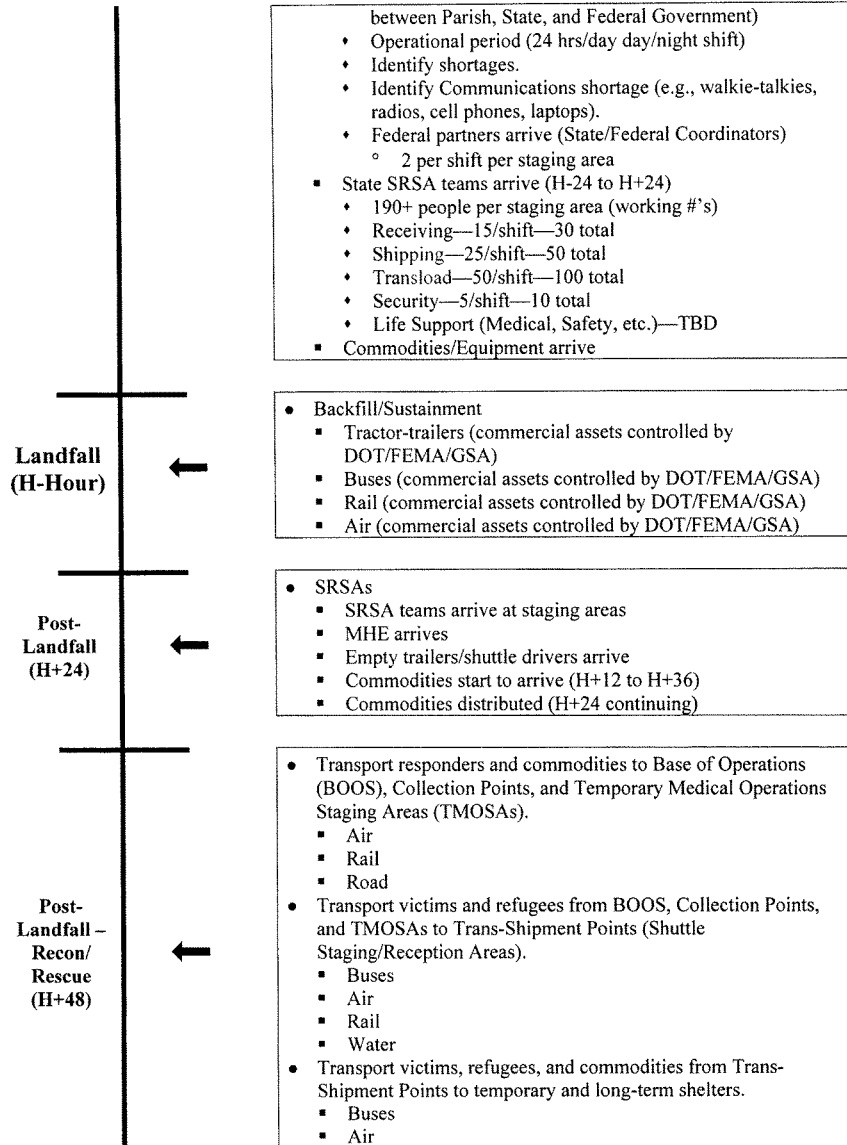 between Parish, State, and Federal Government)
♦ Operational period (24 hrs/day day/night shift)
♦ Identify shortages.
♦ Identify Communications shortage (e.g., walkie-talkies,
radios, cell phones, laptops).
♦ Federal partners arrive (State/Federal Coordinators)
° 2 per shift per staging area
▪ State SRSA teams arrive (H-24 to H+24)
♦ 190+ people per staging area (working #'s)
♦ Receiving—15/shift—30 total
♦ Shipping—25/shift—50 total
♦ Transload—50/shift—100 total
♦ Security—5/shift—10 total
♦ Life Support (Medical, Safety, etc.)—TBD
▪ Commodities/Equipment arrive
Landfall
(H-Hour)
● Backfill/Sustainment
▪ Tractor-trailers (commercial assets controlled by
DOT/FEMA/GSA)
▪ Buses (commercial assets controlled by DOT/FEMA/GSA)
▪ Rail (commercial assets controlled by DOT/FEMA/GSA)
▪ Air (commercial assets controlled by DOT/FEMA/GSA)
Post-
Landfall
(H+24)
● SRSAs
▪ SRSA teams arrive at staging areas
▪ MHE arrives
▪ Empty trailers/shuttle drivers arrive
▪ Commodities start to arrive (H+12 to H+36)
▪ Commodities distributed (H+24 continuing)
Post-
Landfall –
Recon/
Rescue
(H+48)
● Transport responders and commodities to Base of Operations
(BOOS), Collection Points, and Temporary Medical Operations
Staging Areas (TMOSAs).
▪ Air
▪ Rail
▪ Road
● Transport victims and refugees from BOOS, Collection Points,
and TMOSAs to Trans-Shipment Points (Shuttle
Staging/Reception Areas).
▪ Buses
▪ Air
▪ Rail
▪ Water
● Transport victims, refugees, and commodities from Trans-
Shipment Points to temporary and long-term shelters.
▪ Buses
▪ Air